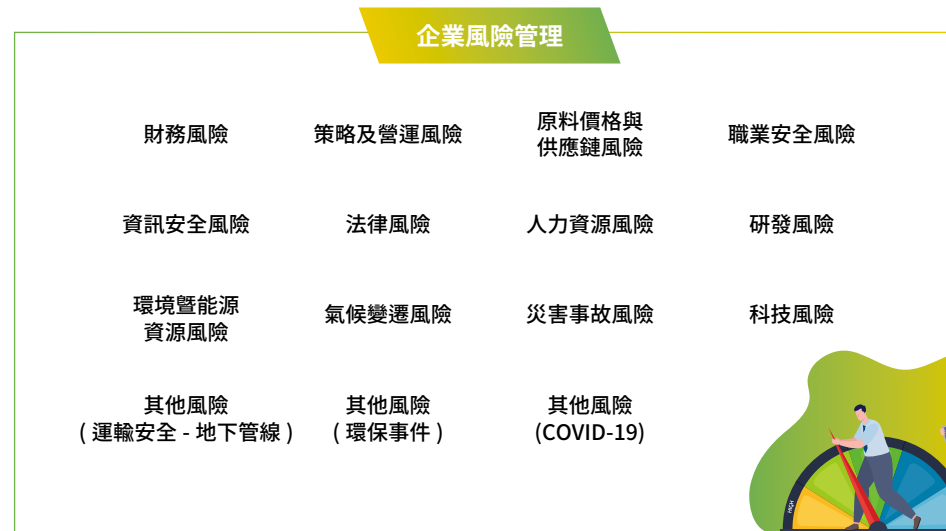 企業風險管理
財務風險
策略及營運風險
原料價格與
供應鏈風險
職業安全風險
資訊安全風險
法律風險
人力資源風險
研發風險
環境暨能源
資源風險
氣候變遷風險
災害事故風險
科技風險
其他風險
( 運輸安全 - 地下管線 )
其他風險
( 環保事件 )
其他風險
(COVID-19)
HIGH